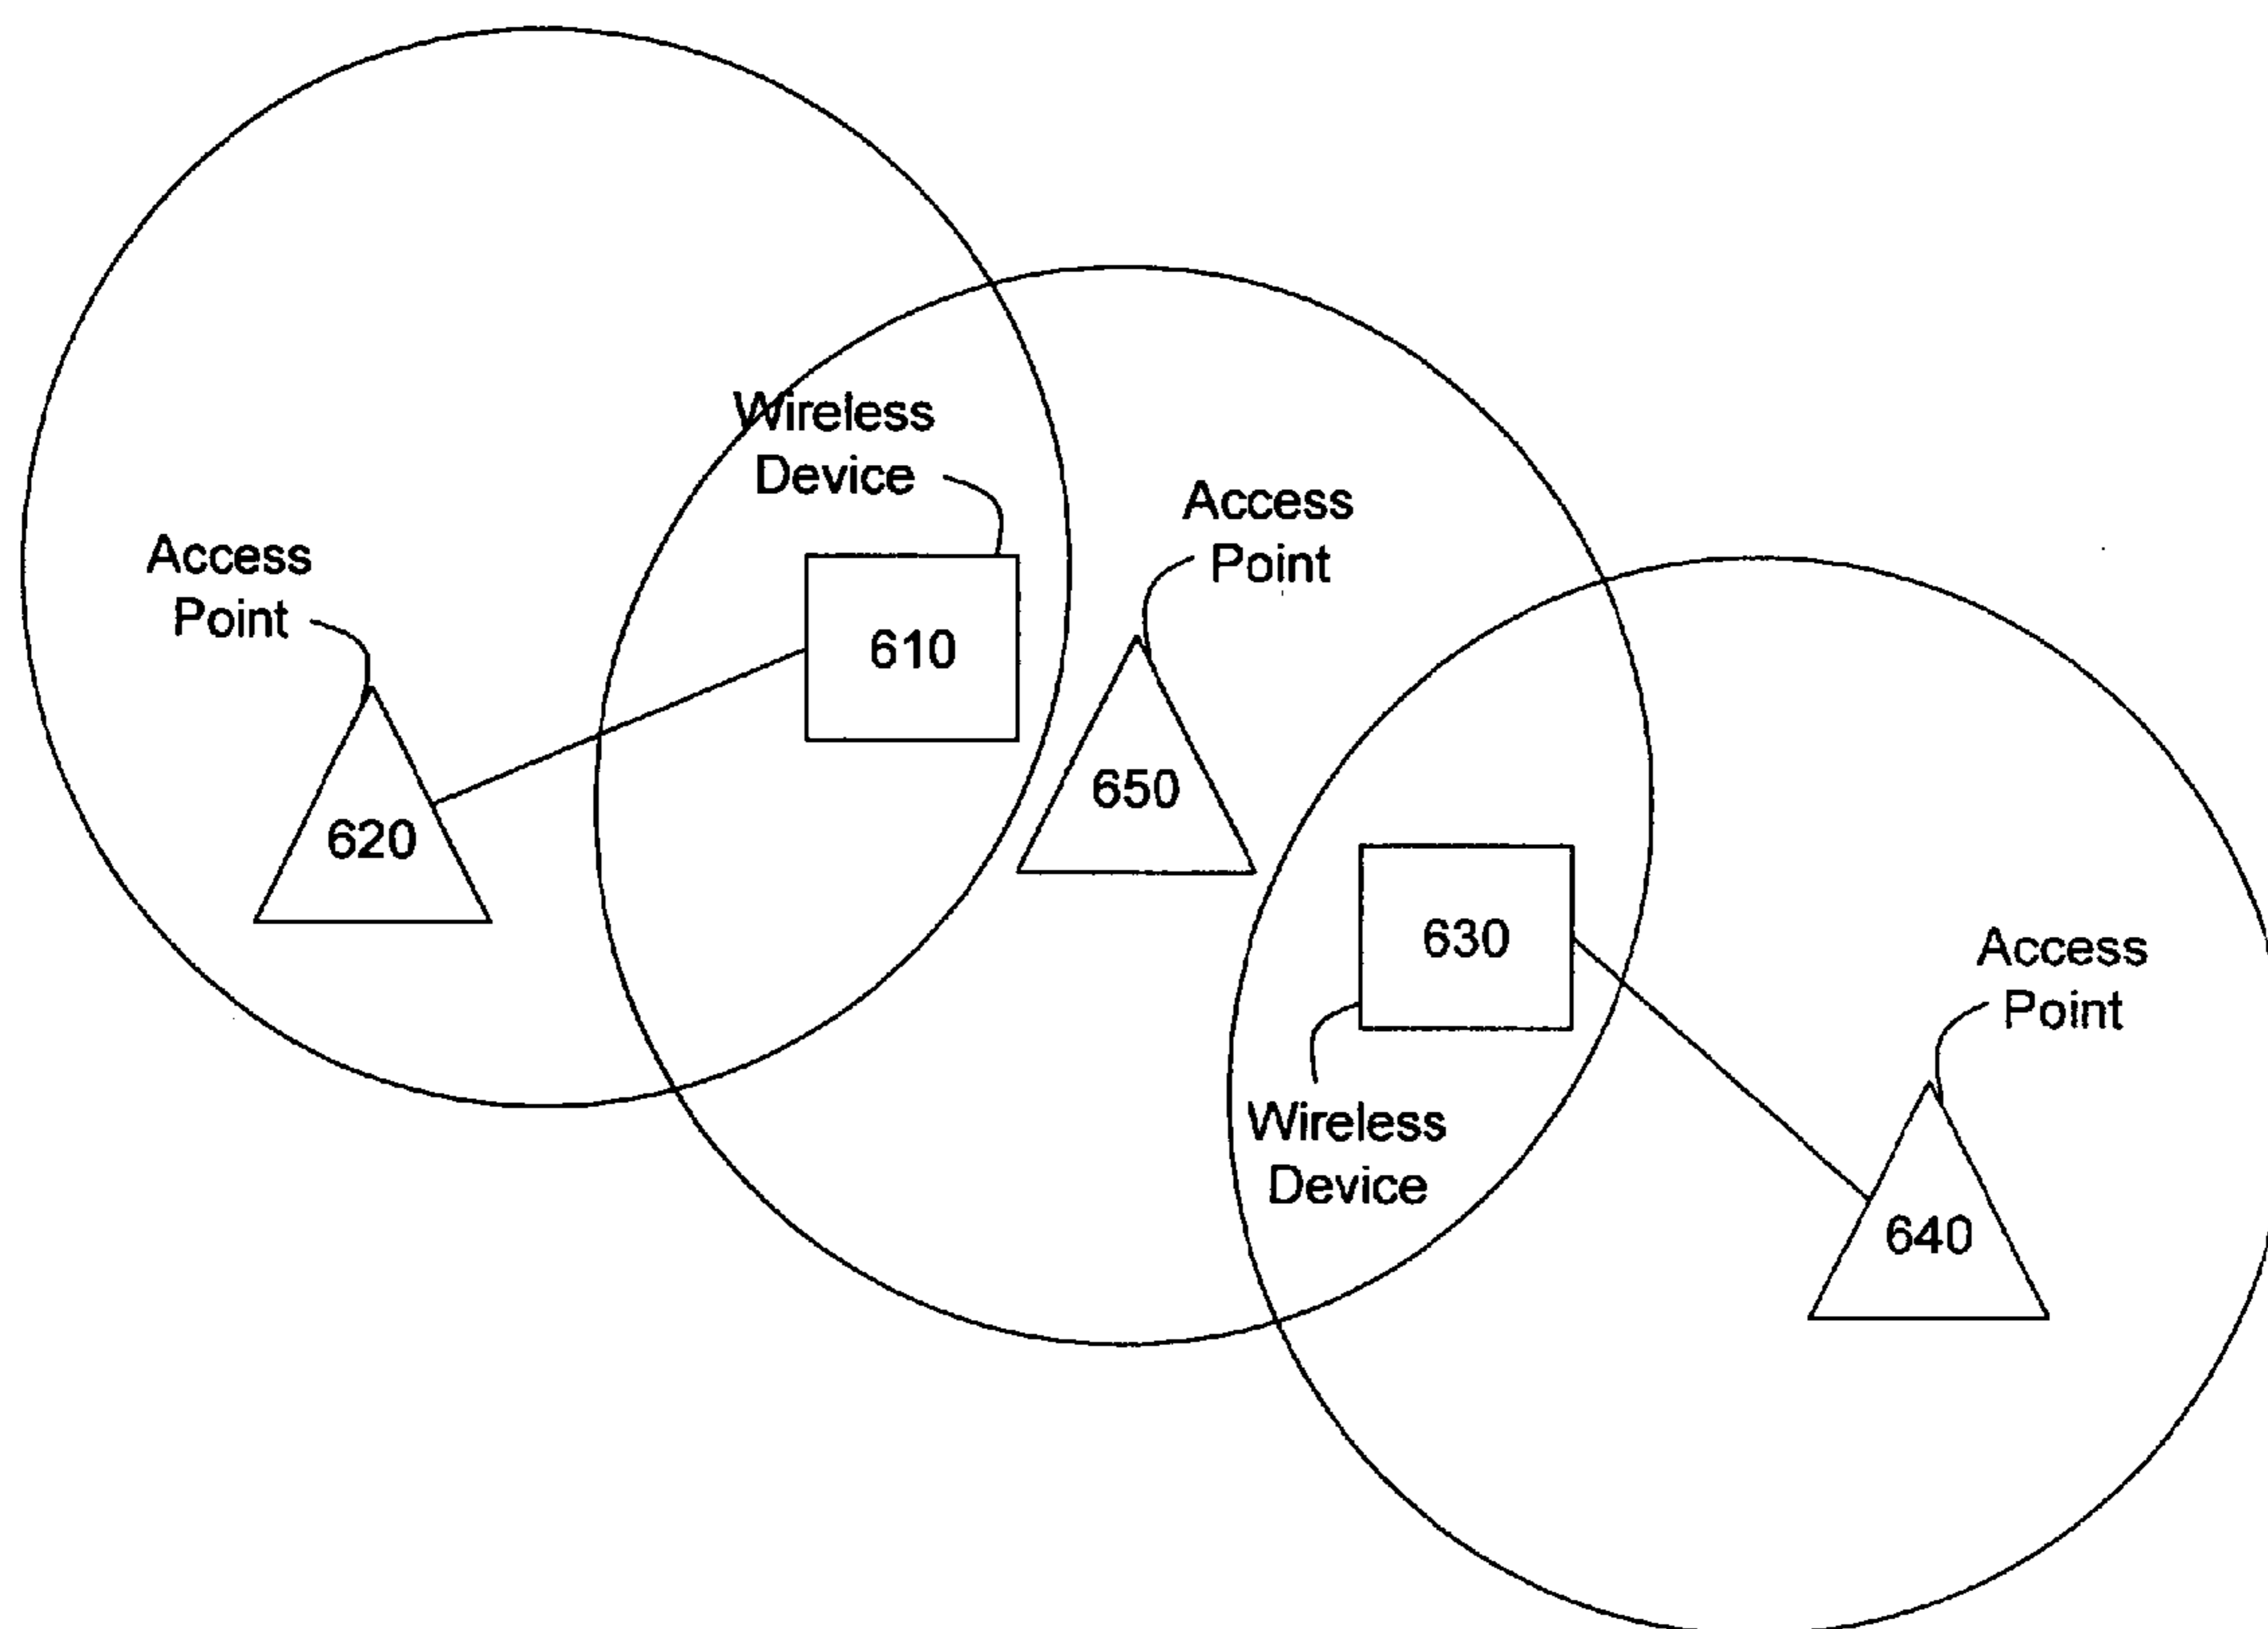 Wireless
Device
610
Access
Point
620
Access
Point
650
630
Wireless
Device
Access
Point
640